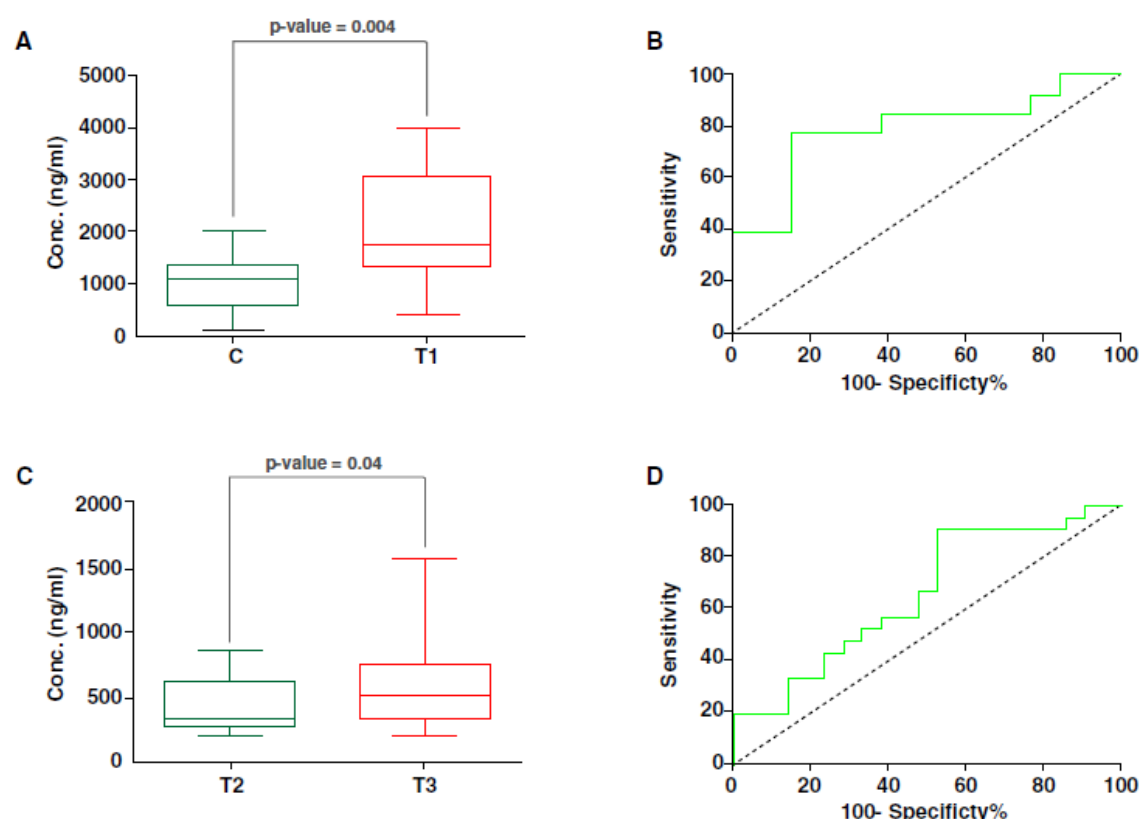 A
p-value = 0.004
5000
4000
3000
2000
1000
0
Conc. (ng/ml)
C
T1
B
100
80
60
40
20
0
Sensitivity
0
20
40
60
80
100
100- Specificty%
C
p-value = 0.04
2000
1500
1000
500
0
Conc. (ng/ml)
T2
T3
D
100
80
60
40
20
0
Sensitivity
0
20
40
60
80
100
100- Specificty%